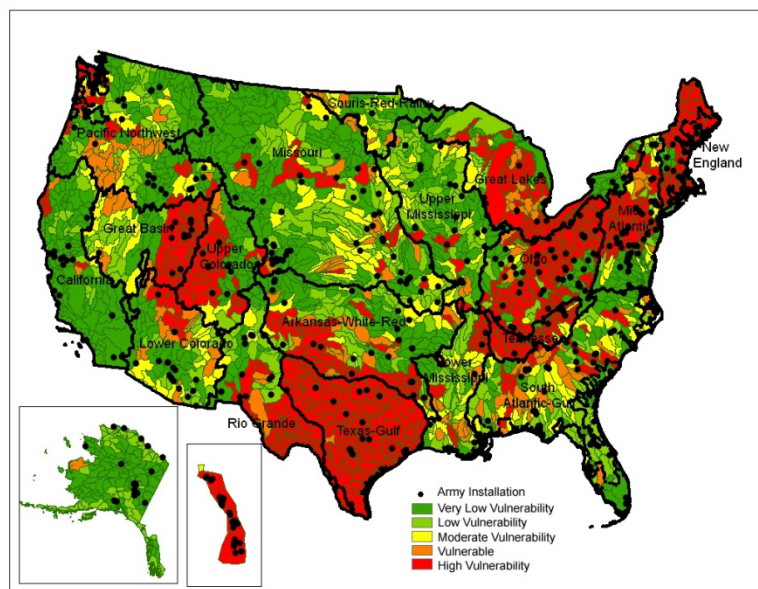 Souris-Red-Rainy
Pacific Northwest
Missouri
New
England
Great Lakes
Upper
Mississippi
Mid
Atlantic
Great Basin
Upper
Colorado
Ohio
California
Arkansas-White-Red
Tennessee
Lower Colorado
Lower
Mississippi
South
Atlantic-Gulf
Rio Grande
Texas-Gulf
Army Installation
Very Low Vulnerability
Low Vulnerability
Moderate Vulnerability
Vulnerable
High Vulnerability